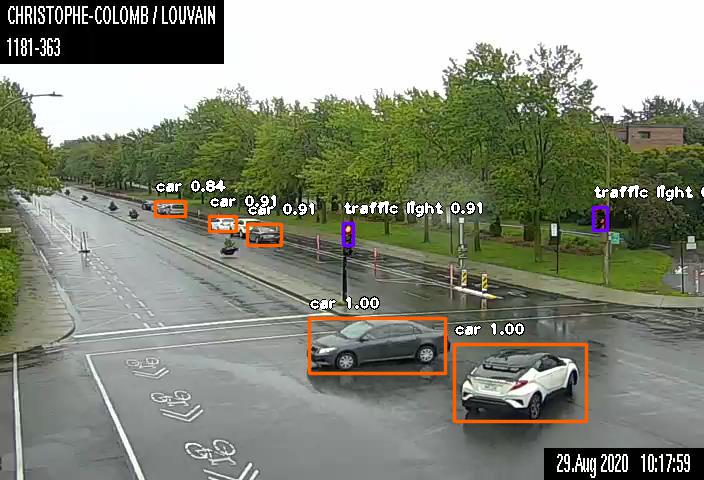 CHRISTOPHE-COLOMB / LOUVAIN
1181-363
car 0.84
car 0.91
car 0.91
traffic light 0.91
traffic light
car 1.00
car 1.00
29.Aug 2020 10:17:59